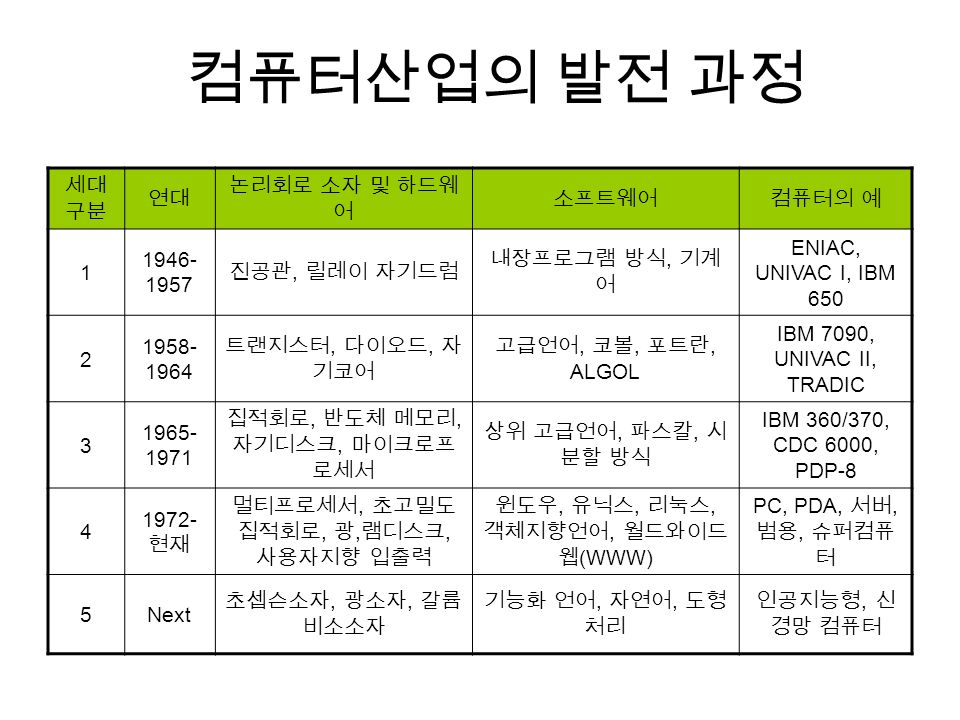 컴퓨터산업의 발전 과정
세대
구분
연대
논리회로 소자 및 하드웨
어
소프트웨어
컴퓨터의 예
1
1946-
1957
진공관, 릴레이 자기드럼
내장프로그램 방식, 기계
어
ENIAC,
UNIVAC I, IBM
650
2
1958-
1964
트랜지스터, 다이오드, 자
기코어
고급언어, 코볼, 포트란,
ALGOL
IBM 7090,
UNIVAC II,
TRADIC
3
1965-
1971
집적회로, 반도체 메모리,
자기디스크, 마이크로프
로세서
상위 고급언어, 파스칼, 시
분할 방식
IBM 360/370,
CDC 6000,
PDP-8
4
1972-
현재
멀티프로세서, 초고밀도
집적회로, 광,램디스크,
사용자지향 입출력
윈도우, 유닉스, 리눅스,
객체지향언어, 월드와이드
웹(WWW)
PC, PDA, 서버,
범용, 슈퍼컴퓨
터
5
Next
초셉슨소자, 광소자, 갈륨
비소소자
기능화 언어, 자연어, 도형
처리
인공지능형, 신
경망 컴퓨터